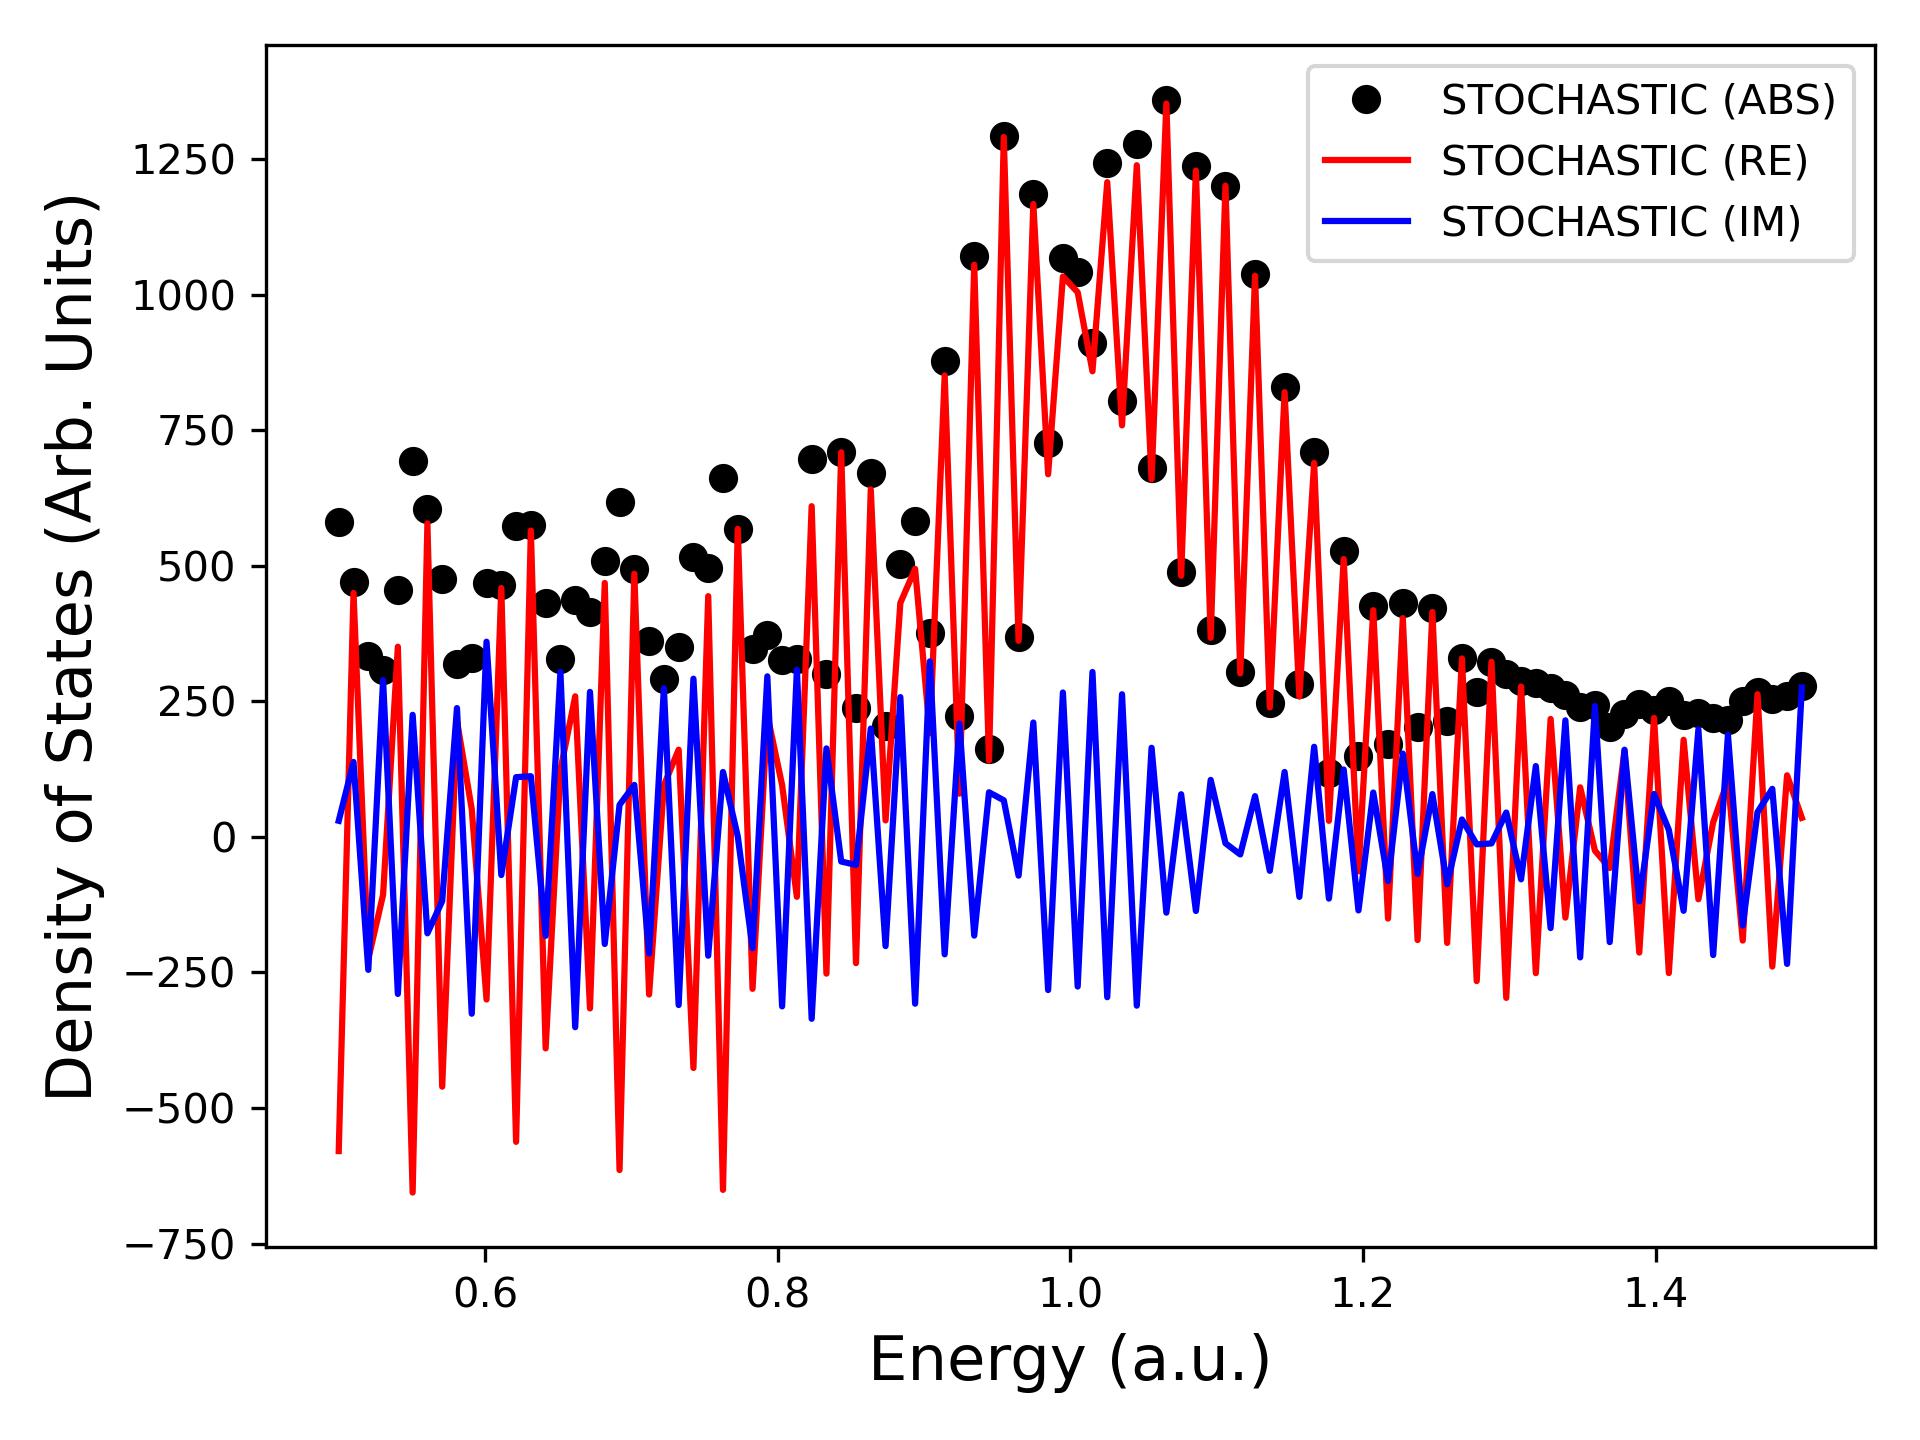 STOCHASTIC (ABS)
STOCHASTIC (RE)
STOCHASTIC (IM)
1250
1000
750
500
250
0
−250
−500
−750
Density of States (Arb. Units)
0.6 0.8 1.0 1.2 1.4
Energy (a.u.)